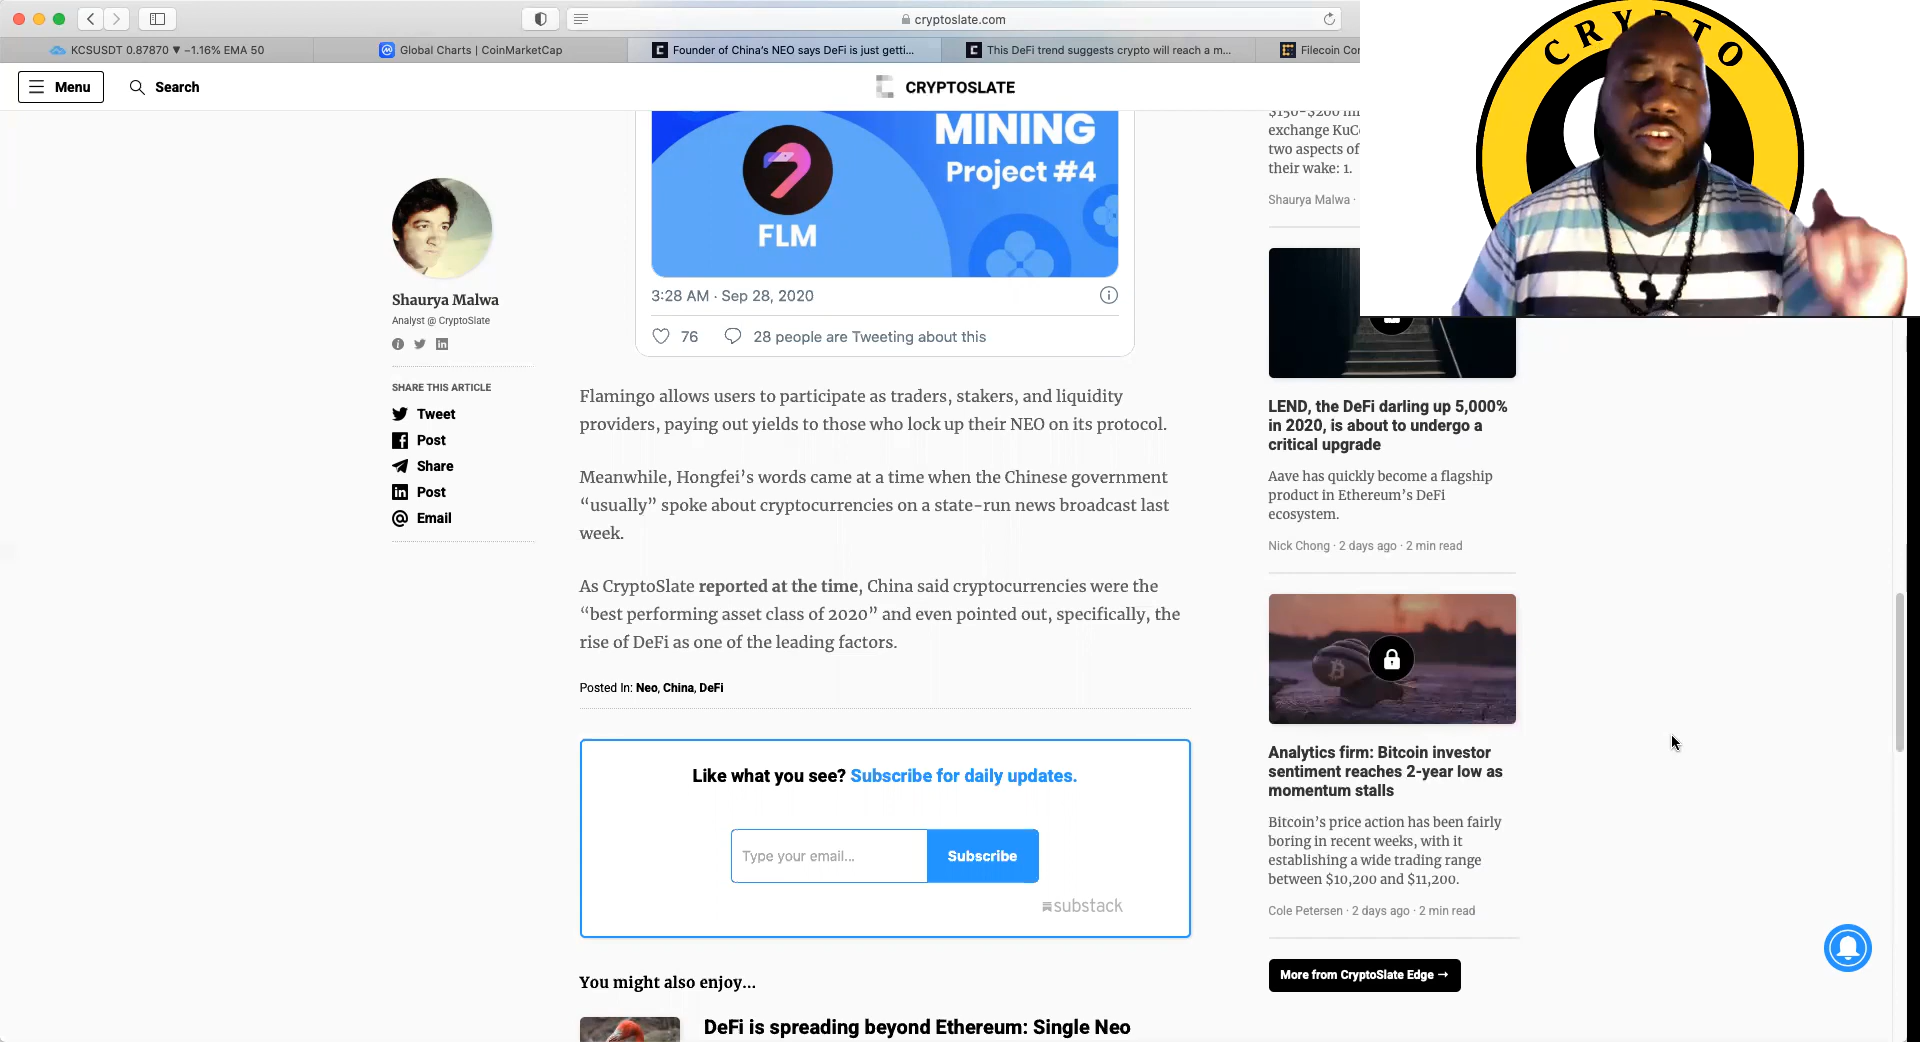 cryptoslate.com
KCSUSDT 0.87870 ▼ −1.16% EMA 50
Global Charts | CoinMarketCap
Founder of China's NEO says DeFi is just getti...
This DeFi trend suggests crypto will reach a m...
Filecoin Cor
CRYPTO
Menu
Search
CRYPTOSLATE
MINING
Project #4
FLM
3:28 AM · Sep 28, 2020
76
28 people are Tweeting about this
Shaurya Malwa
Analyst @ CryptoSlate
SHARE THIS ARTICLE
Tweet
Post
Share
Post
Email
Flamingo allows users to participate as traders, stakers, and liquidity
providers, paying out yields to those who lock up their NEO on its protocol.
Meanwhile, Hongfei's words came at a time when the Chinese government
“usually” spoke about cryptocurrencies on a state-run news broadcast last
week.
As CryptoSlate reported at the time, China said cryptocurrencies were the
“best performing asset class of 2020” and even pointed out, specifically, the
rise of DeFi as one of the leading factors.
Posted In: Neo, China, DeFi
Like what you see? Subscribe for daily updates.
Type your email...
Subscribe
substack
You might also enjoy...
DeFi is spreading beyond Ethereum: Single Neo
exchange KuC
two aspects of
their wake: 1.
Shaurya Malwa ·
LEND, the DeFi darling up 5,000%
in 2020, is about to undergo a
critical upgrade
Aave has quickly become a flagship
product in Ethereum's DeFi
ecosystem.
Nick Chong · 2 days ago · 2 min read
Analytics firm: Bitcoin investor
sentiment reaches 2-year low as
momentum stalls
Bitcoin's price action has been fairly
boring in recent weeks, with it
establishing a wide trading range
between $10,200 and $11,200.
Cole Petersen · 2 days ago · 2 min read
More from CryptoSlate Edge →